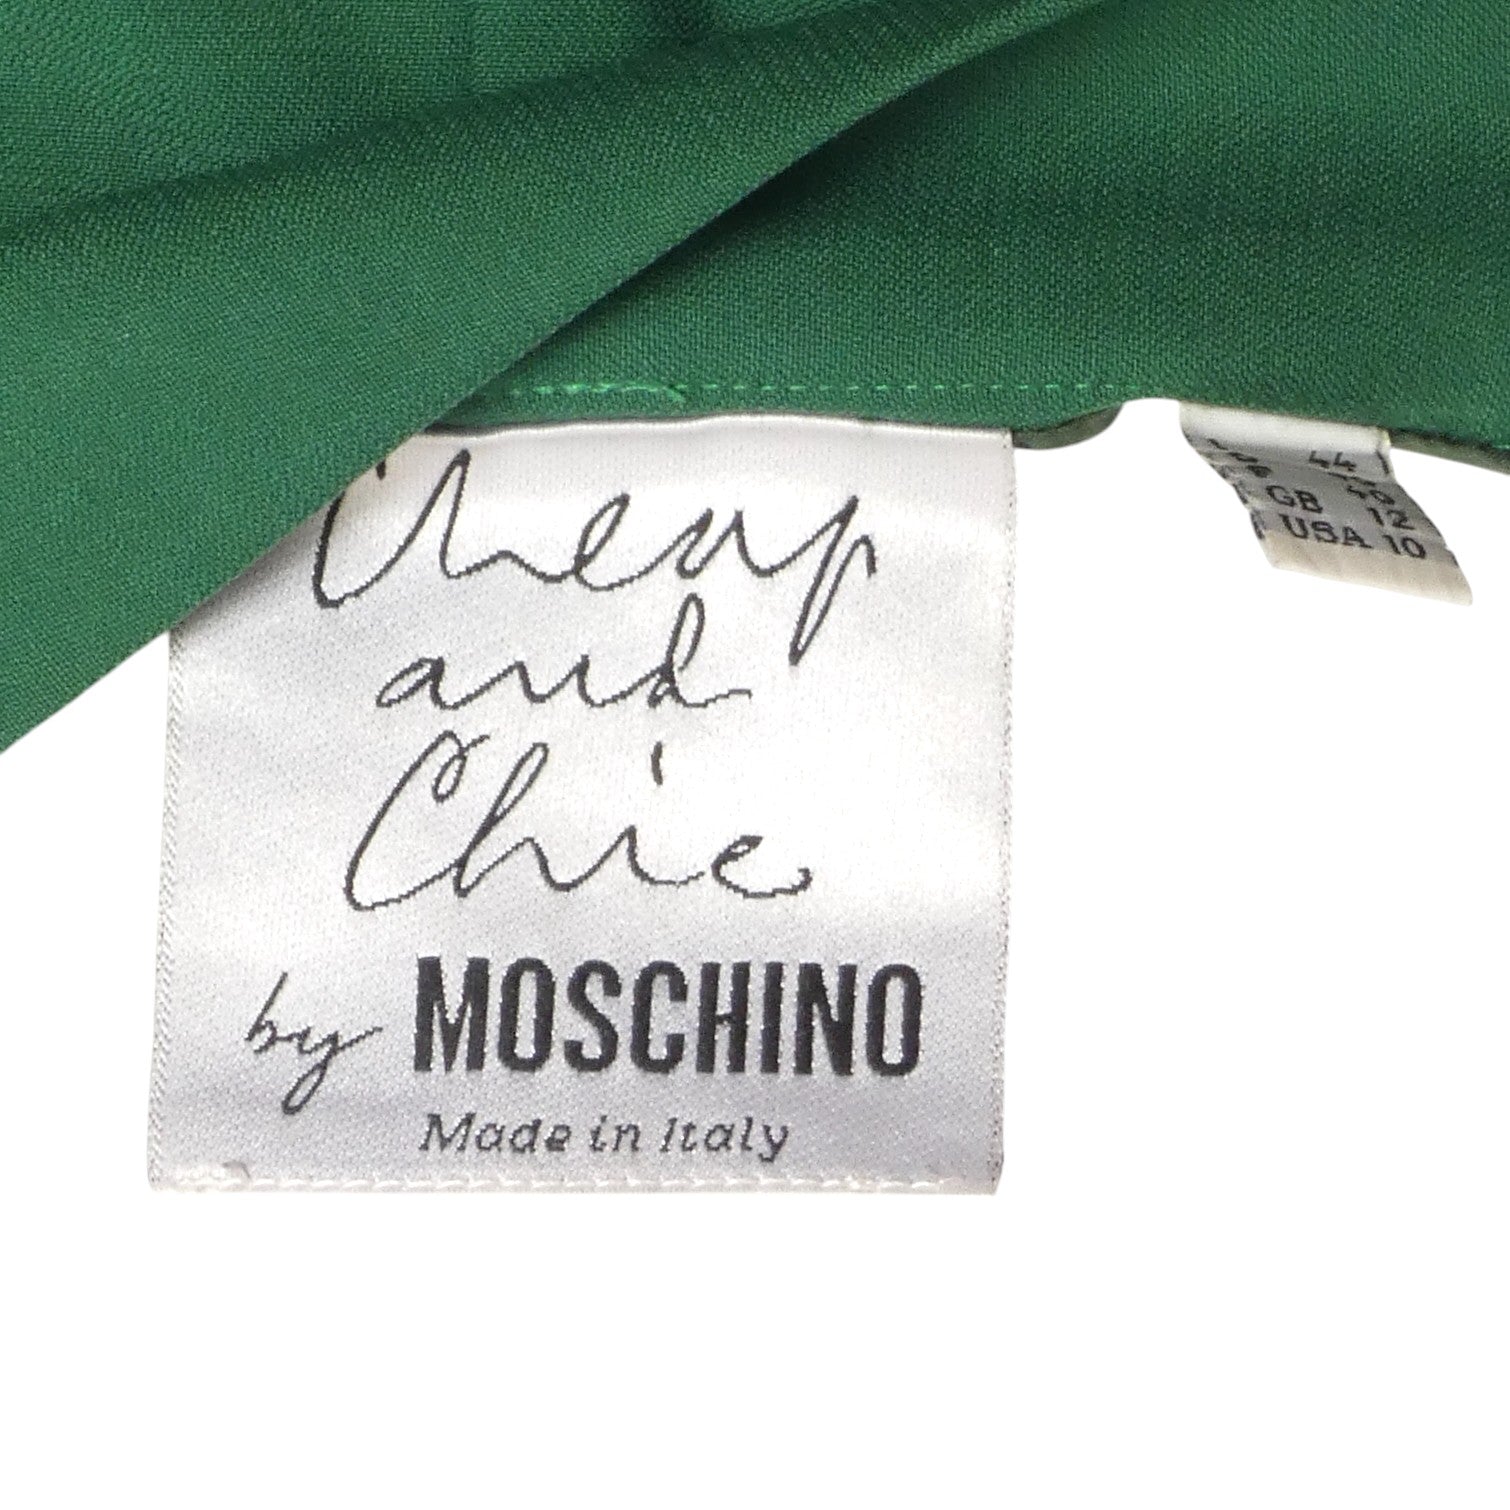 Cheap
and
Chic
by MOSCHINO
Made in Italy
44
GB 12
USA 10